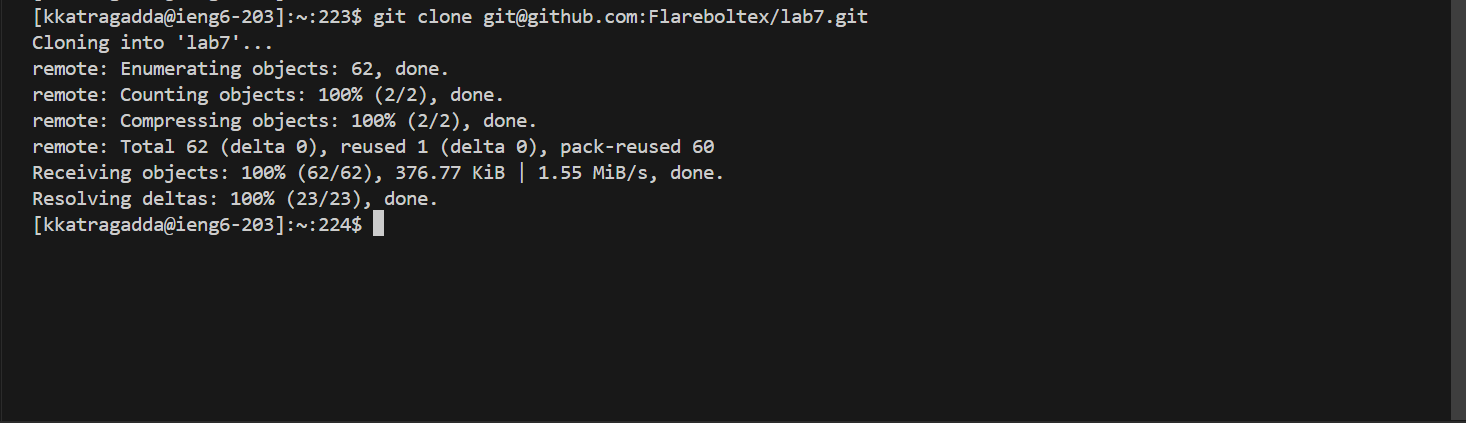 [kkatragadda@ieng6-203]:~:223$ git clone git@github.com:Flareboltex/lab7.git
Cloning into 'lab7'...
remote: Enumerating objects: 62, done.
remote: Counting objects: 100% (2/2), done.
remote: Compressing objects: 100% (2/2), done.
remote: Total 62 (delta 0), reused 1 (delta 0), pack-reused 60
Receiving objects: 100% (62/62), 376.77 KiB | 1.55 MiB/s, done.
Resolving deltas: 100% (23/23), done.
[kkatragadda@ieng6-203]:~:224$